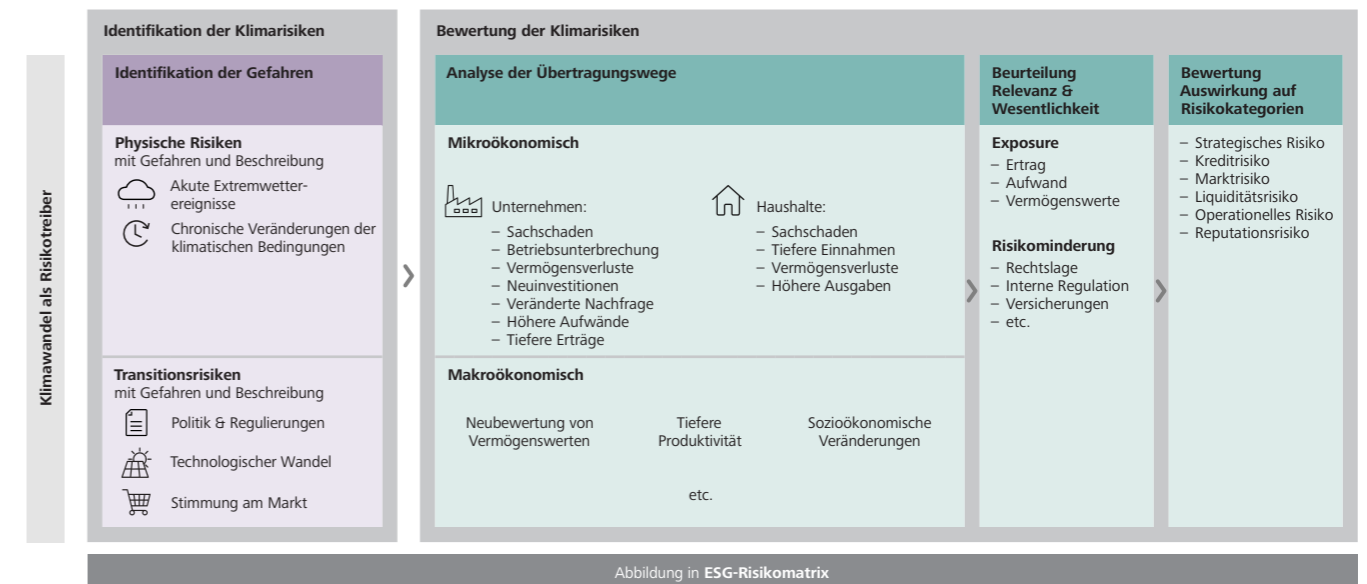 Klimawandel als Risikotreiber
Identifikation der Klimarisiken
Identifikation der Gefahren
Physische Risiken
mit Gefahren und Beschreibung
Akute Extremwetter-
ereignisse
Chronische Veränderungen der
klimatischen Bedingungen
Transitionsrisiken
mit Gefahren und Beschreibung
Politik & Regulierungen
Technologischer Wandel
Stimmung am Markt
Bewertung der Klimarisiken
Analyse der Übertragungswege
Mikroökonomisch
Unternehmen:
– Sachschaden
– Betriebsunterbrechung
– Vermögensverluste
– Neuinvestitionen
– Veränderte Nachfrage
– Höhere Aufwände
– Tiefere Erträge
Haushalte:
– Sachschaden
– Tiefere Einnahmen
– Vermögensverluste
– Höhere Ausgaben
Makroökonomisch
Neubewertung von
Vermögenswerten
Tiefere
Produktivität
Sozioökonomische
Veränderungen
etc.
Beurteilung
Relevanz &
Wesentlichkeit
Exposure
– Ertrag
– Aufwand
– Vermögenswerte
Risikominderung
– Rechtslage
– Interne Regulation
– Versicherungen
– etc.
Bewertung
Auswirkung auf
Risikokategorien
– Strategisches Risiko
– Kreditrisiko
– Marktrisiko
– Liquiditätsrisiko
– Operationelles Risiko
– Reputationsrisiko
Abbildung in ESG-Risikomatrix